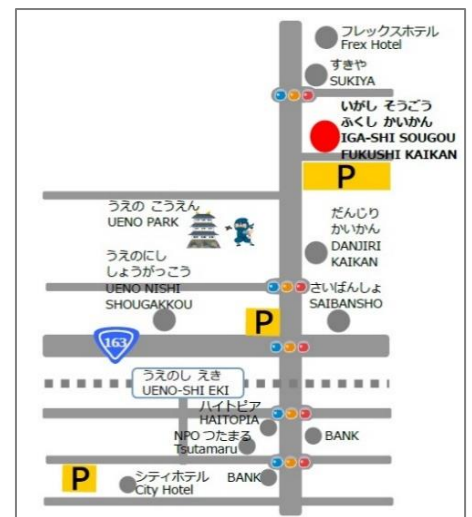 フレックスホテル
Frex Hotel
すきや
SUKIYA
いがし そうごう
ふくし かいかん
IGA-SHI SOUGOU
FUKUSHI KAIKAN
P
うえの こうえん
UENO PARK
だんじり
かいかん
DANJIRI
KAIKAN
うえのにし
しょうがっこう
UENO NISHI
SHOUGAKKOU
さいばんしょ
SAIBANSHO
P
163
うえのし えき
UENO-SHI EKI
ハイトピア
HAITOPIA
NPO つたまる
Tsutamaru
BANK
P
シティホテル
City Hotel
BANK